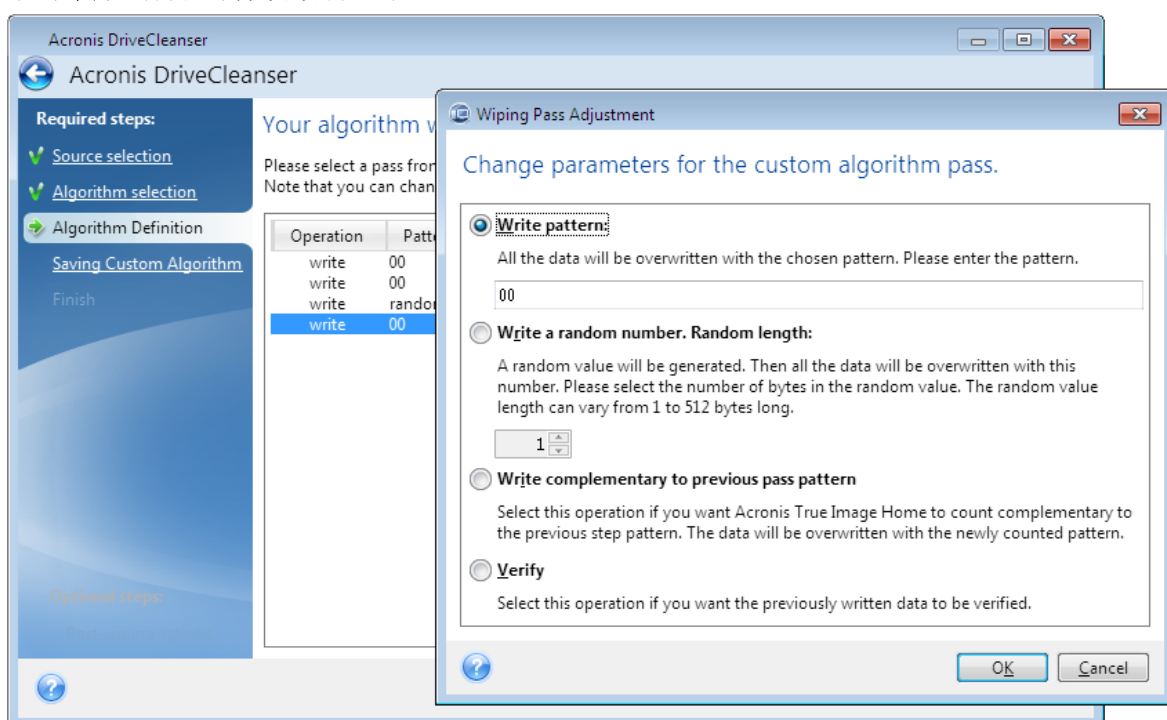 Acronis DriveCleanser
Acronis DriveCleanser
Required steps:
Source selection
Algorithm selection
Algorithm Definition
Saving Custom Algorithm
Finish
Optional steps:
Your algorithm
Please select a pass from
Note that you can chan
Operation Patt
write 00
write 00
write random
write 00
Wiping Pass Adjustment
Change parameters for the custom algorithm pass.
Write pattern:
All the data will be overwritten with the chosen pattern. Please enter the pattern.
00
Write a random number. Random length:
A random value will be generated. Then all the data will be overwritten with this
number. Please select the number of bytes in the random value. The random value
length can vary from 1 to 512 bytes long.
1
Write complementary to previous pass pattern
Select this operation if you want Acronis True Image Home to count complementary to
the previous step pattern. The data will be overwritten with the newly counted pattern.
Verify
Select this operation if you want the previously written data to be verified.
OK Cancel